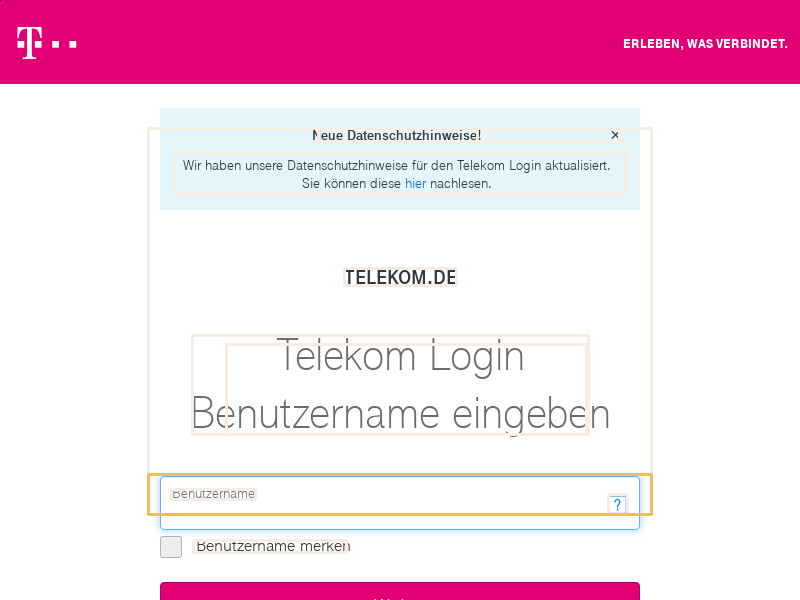 T
ERLEBEN, WAS VERBINDET.
Neue Datenschutzhinweise!
×
Wir haben unsere Datenschutzhinweise für den Telekom Login aktualisiert.
Sie können diese hier nachlesen.
TELEKOM.DE
Telekom Login
Benutzername eingeben
Benutzername
?
Benutzername merken